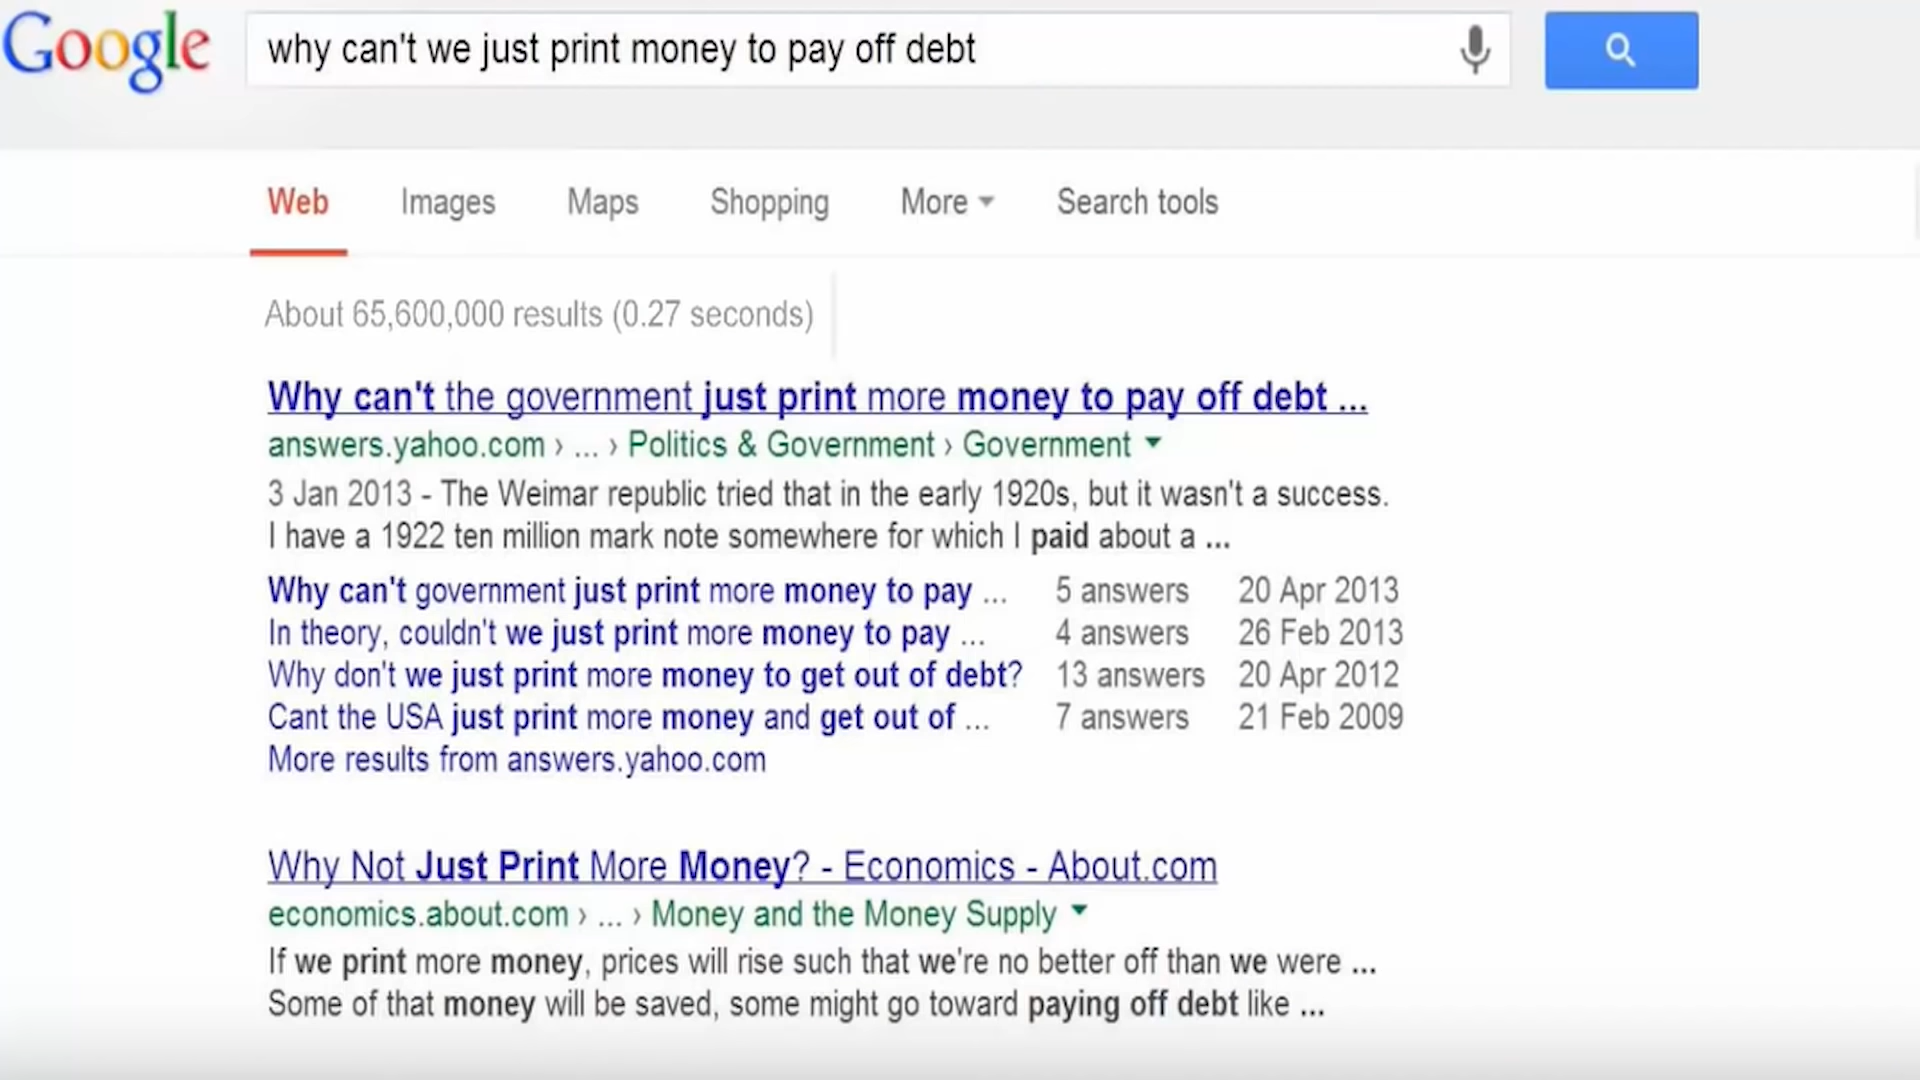 Google
why can't we just print money to pay off debt
Web Images Maps Shopping More Search tools
About 65,600,000 results (0.27 seconds)
Why can't the government just print more money to pay off debt ...
answers.yahoo.com › ... › Politics & Government › Government
3 Jan 2013 - The Weimar republic tried that in the early 1920s, but it wasn't a success.
I have a 1922 ten million mark note somewhere for which I paid about a ...
Why can't government just print more money to pay ... 5 answers 20 Apr 2013
In theory, couldn't we just print more money to pay ... 4 answers 26 Feb 2013
Why don't we just print more money to get out of debt? 13 answers 20 Apr 2012
Cant the USA just print more money and get out of ... 7 answers 21 Feb 2009
More results from answers.yahoo.com
Why Not Just Print More Money? - Economics - About.com
economics.about.com › ... › Money and the Money Supply
If we print more money, prices will rise such that we're no better off than we were ...
Some of that money will be saved, some might go toward paying off debt like ...